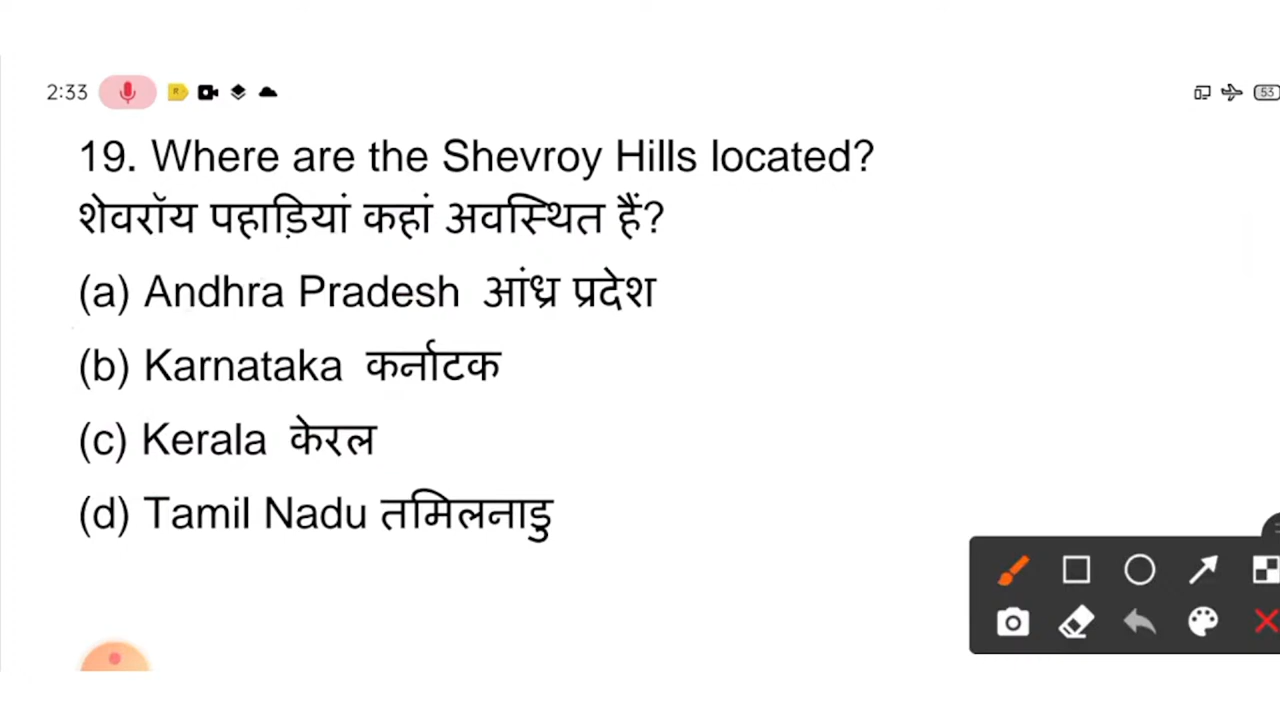 2:33 R 53
19. Where are the Shevroy Hills located?
शेवरॉय पहाड़ियां कहां अवस्थित हैं?
(a) Andhra Pradesh आंध्र प्रदेश
(b) Karnataka कर्नाटक
(c) Kerala केरल
(d) Tamil Nadu तमिलनाडु